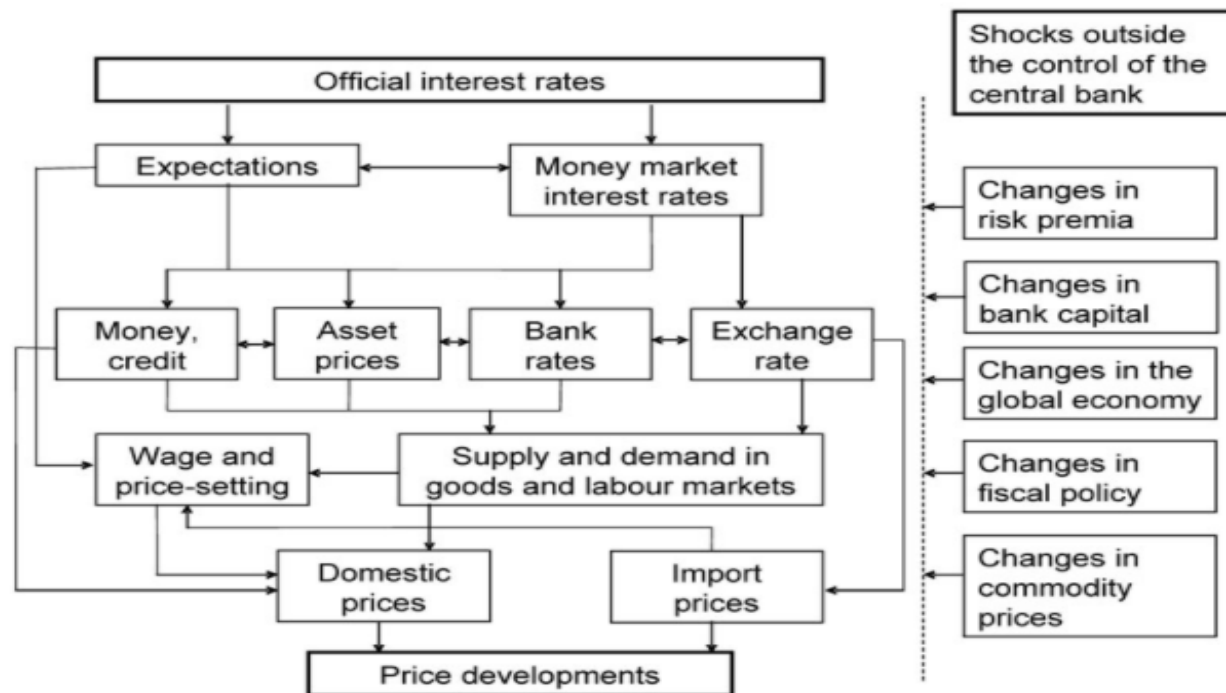 Shocks outside
the control of the
central bank
Official interest rates
Expectations
Money market
interest rates
Changes in
risk premia
Changes in
bank capital
Money,
credit
Asset
prices
Bank
rates
Exchange
rate
Changes in the
global economy
Wage and
price-setting
Supply and demand in
goods and labour markets
Changes in
fiscal policy
Domestic
prices
Import
prices
Changes in
commodity
prices
Price developments